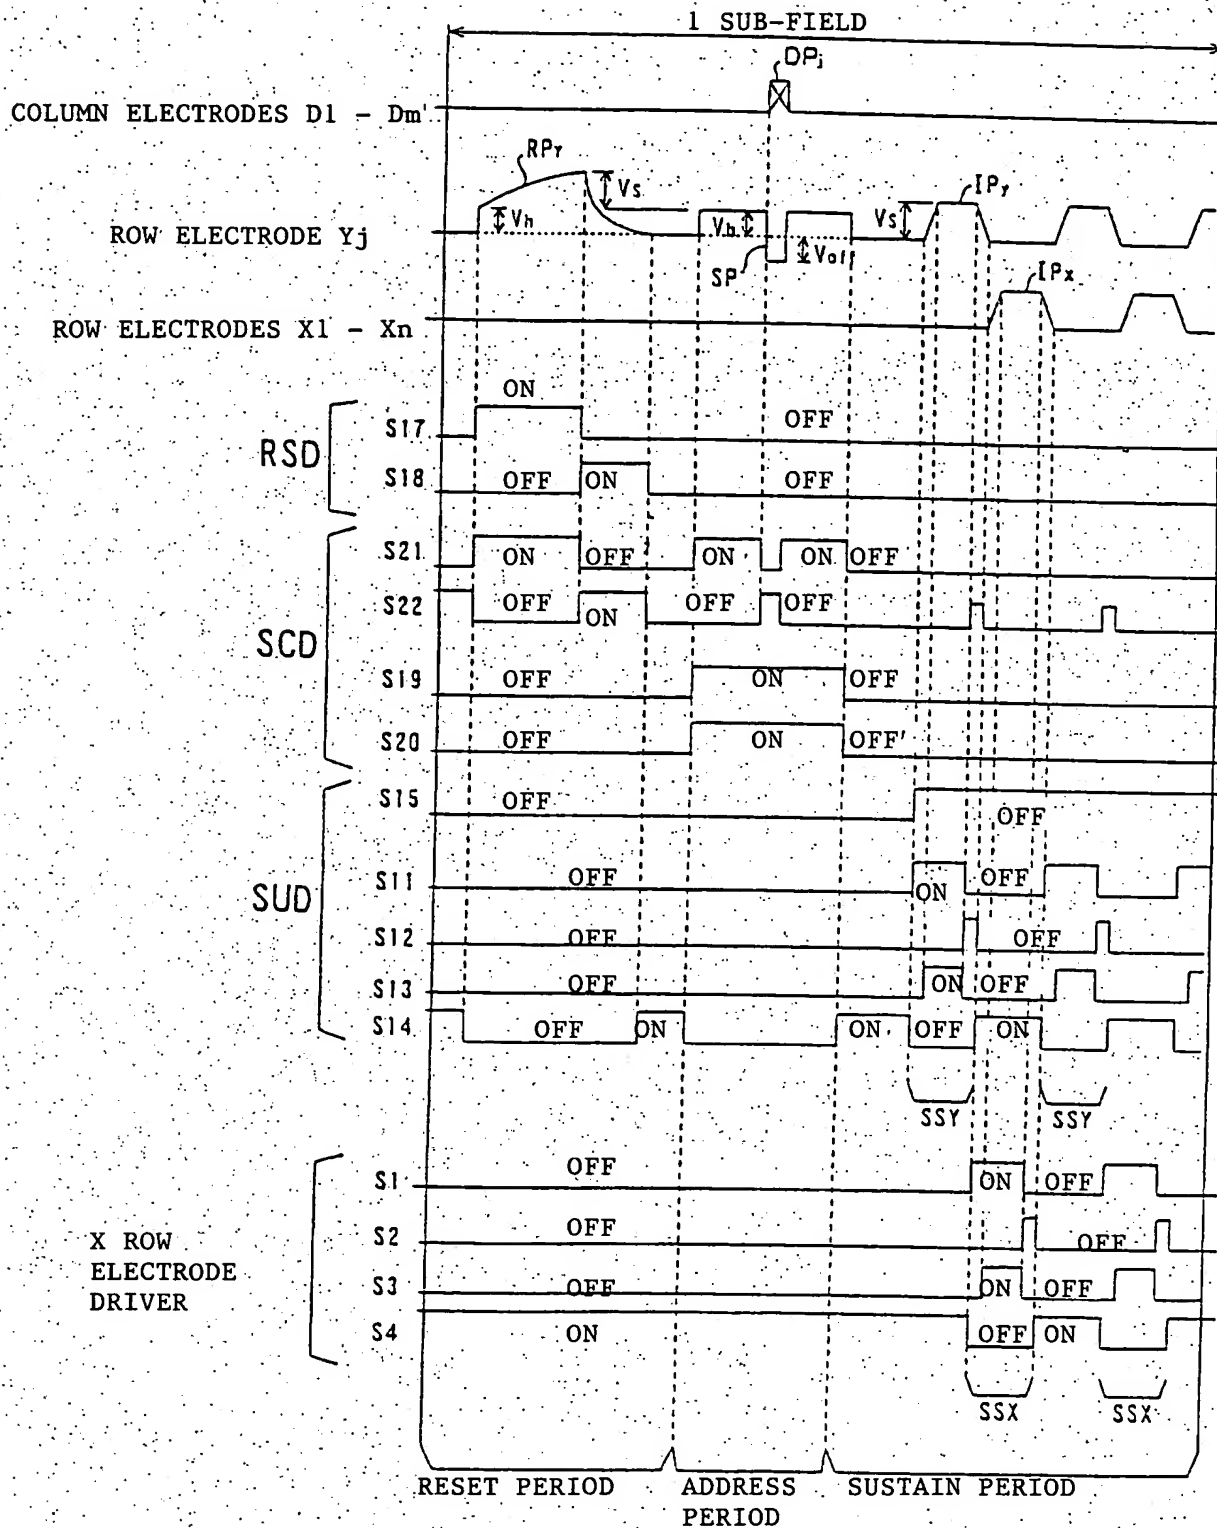 1 SUB-FIELD
DPj
COLUMN ELECTRODES D1 - Dm'
RPY
Vs
IPY
Vh
Vh
Vs
ROW ELECTRODE Yj
SP
Voff
IPX
ROW ELECTRODES X1 - Xn
ON
S17
OFF
RSD
S18
OFF
ON
OFF
S21
ON
OFF
ON
ON
OFF
S22
OFF
ON
OFF
OFF
SCD
S19
OFF
ON
OFF
S20
OFF
ON
OFF'
S15
OFF
OFF
S11
OFF
ON
OFF
SUD
S12
OFF
OFF
S13
OFF
ON
OFF
S14
OFF
ON
ON
OFF
ON
SSY
SSY
S1
OFF
ON
OFF
S2
OFF
OFF
X ROW
ELECTRODE
DRIVER
S3
OFF
ON
OFF
S4
ON
OFF
ON
SSX
SSX
RESET PERIOD
ADDRESS
PERIOD
SUSTAIN PERIOD